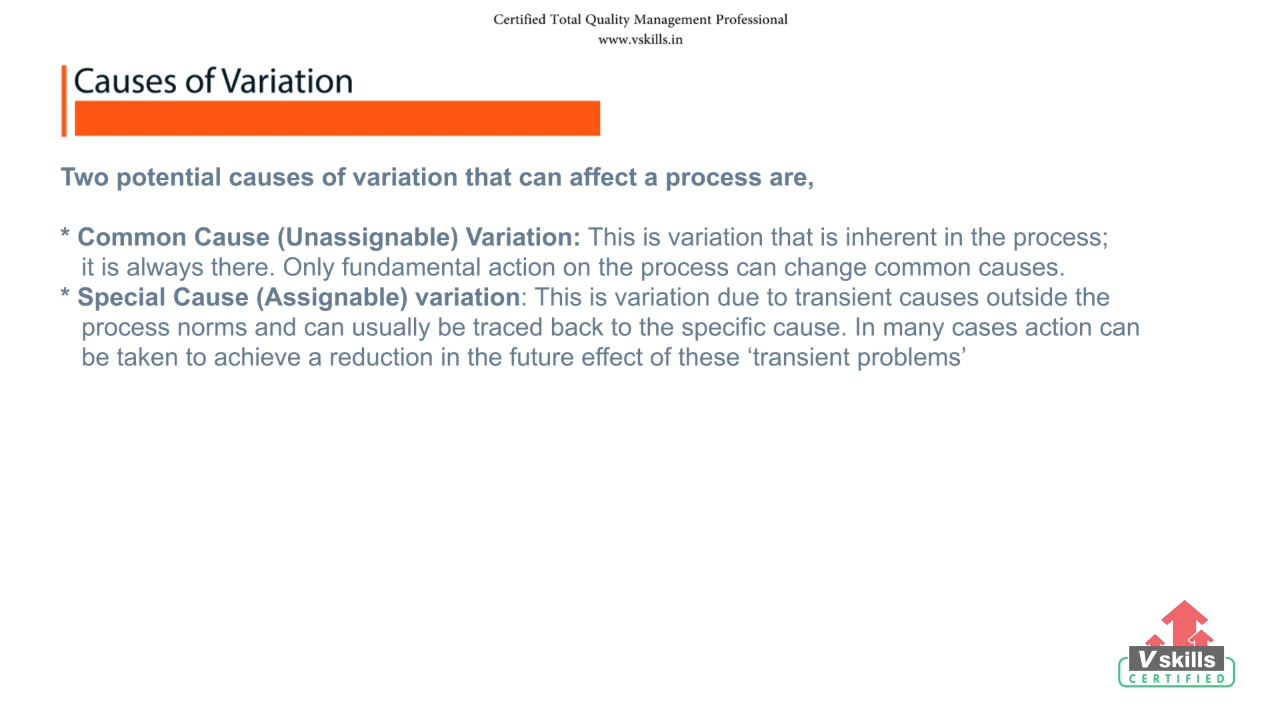 Certified Total Quality Management Professional
www.vskills.in
Causes of Variation
Two potential causes of variation that can affect a process are,
* Common Cause (Unassignable) Variation: This is variation that is inherent in the process;
it is always there. Only fundamental action on the process can change common causes.
* Special Cause (Assignable) variation: This is variation due to transient causes outside the
process norms and can usually be traced back to the specific cause. In many cases action can
be taken to achieve a reduction in the future effect of these ‘transient problems’
Vskills
CERTIFIED